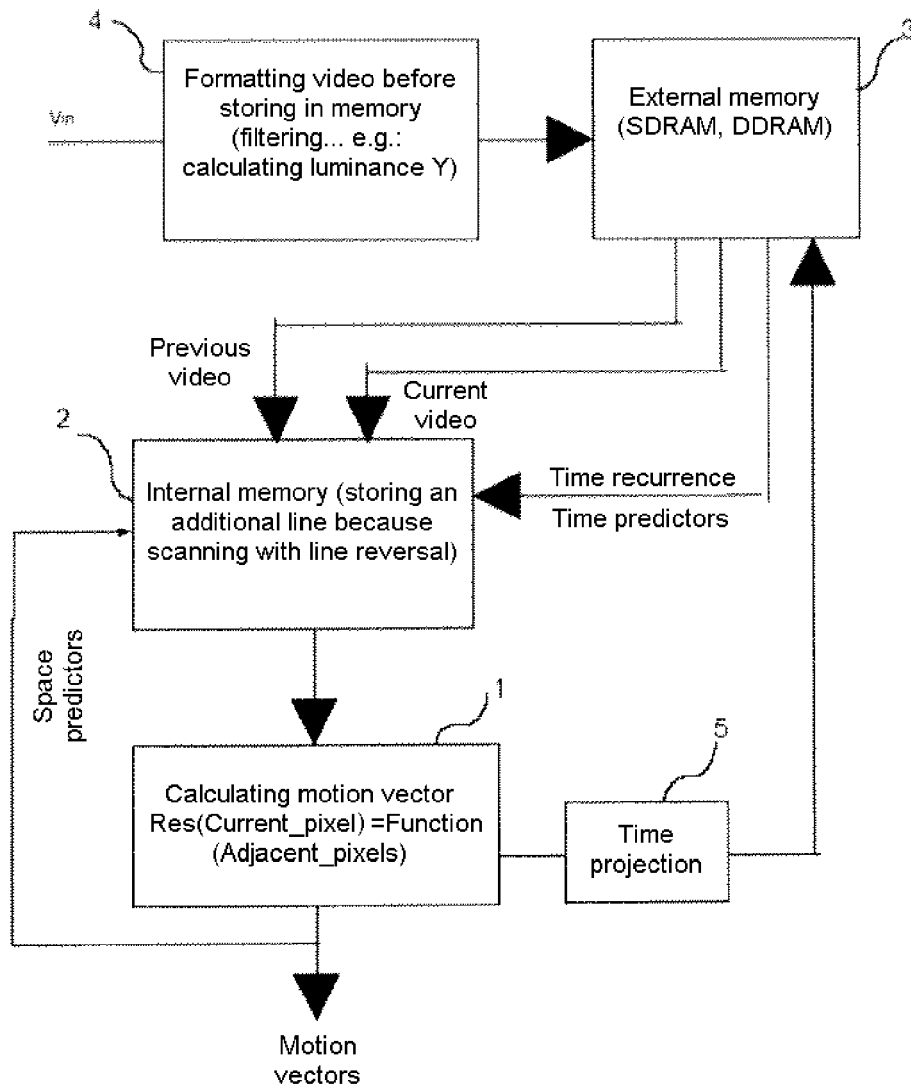 4
3
Vin
Formatting video before
storing in memory
(filtering... e.g.:
calculating luminance Y)
External memory
(SDRAM, DDRAM)
Previous
video
Current
video
2
Internal memory (storing an
additional line because
scanning with line reversal)
Time recurrence
Time predictors
Space
predictors
1
Calculating motion vector
Res(Current_pixel) =Function
(Adjacent_pixels)
5
Time
projection
Motion
vectors